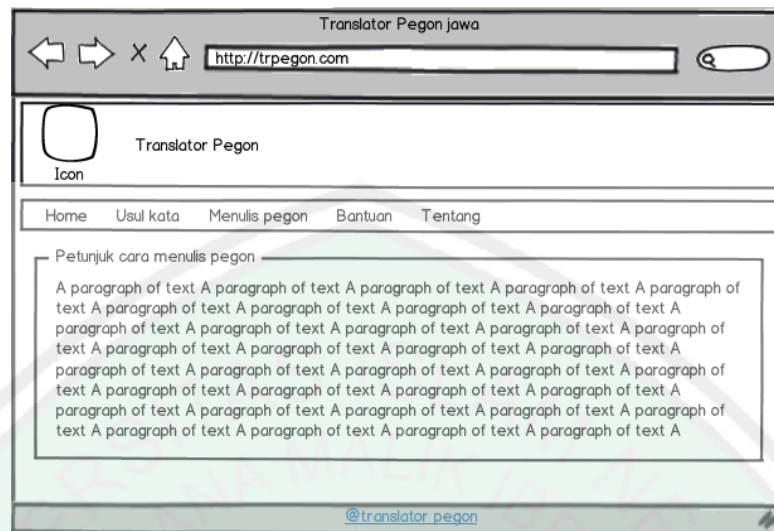 Translator Pegon jawa
http://trpegon.com
Translator Pegon
Icon
Home Usul kata Menulis pegon Bantuan Tentang
Petunjuk cara menulis pegon
A paragraph of text A paragraph of text A paragraph of text A paragraph of text A paragraph of
text A paragraph of text A paragraph of text A paragraph of text A paragraph of text A
paragraph of text A paragraph of text A paragraph of text A paragraph of text A paragraph of
text A paragraph of text A paragraph of text A paragraph of text A paragraph of text A
paragraph of text A paragraph of text A paragraph of text A paragraph of text A paragraph of
text A paragraph of text A paragraph of text A paragraph of text A paragraph of text A
paragraph of text A paragraph of text A paragraph of text A paragraph of text A paragraph of
text A paragraph of text A paragraph of text A paragraph of text A paragraph of text A
@translator pegon